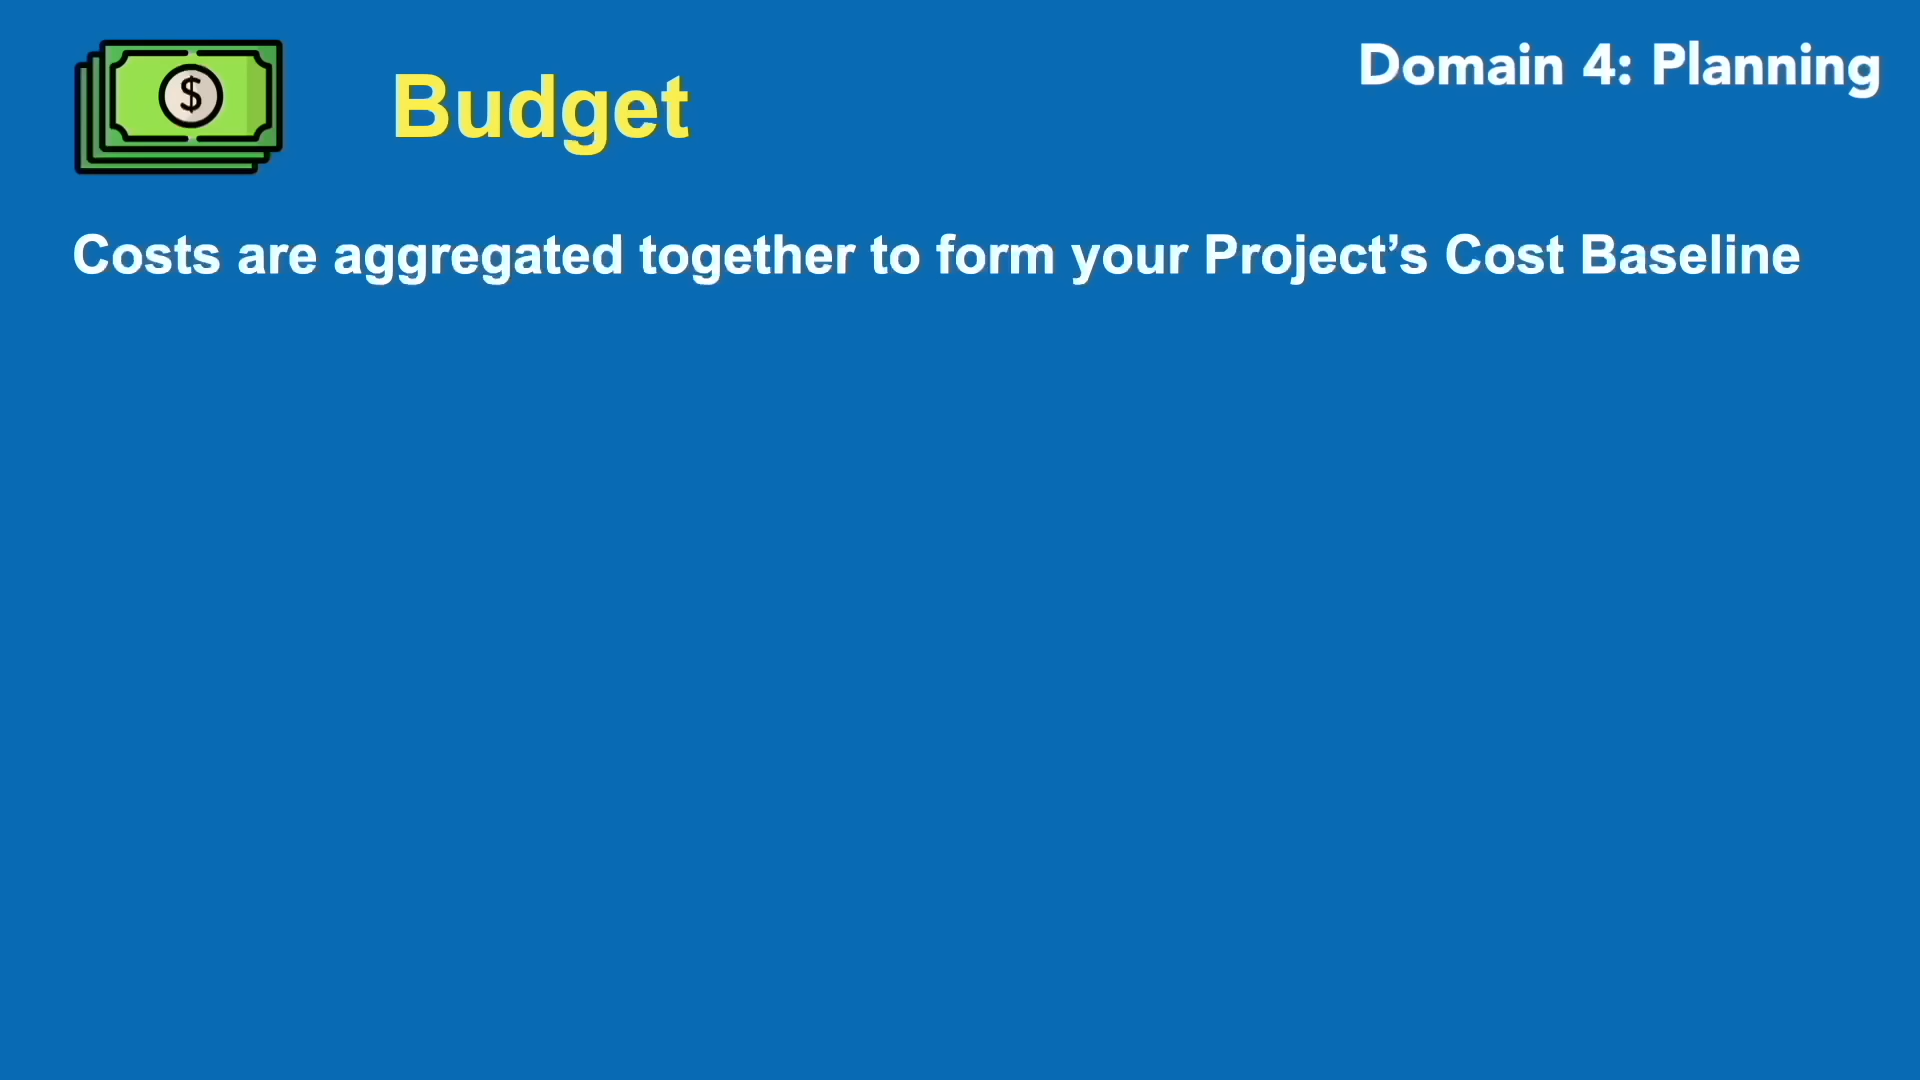 Domain 4: Planning
$
Budget
Costs are aggregated together to form your Project’s Cost Baseline